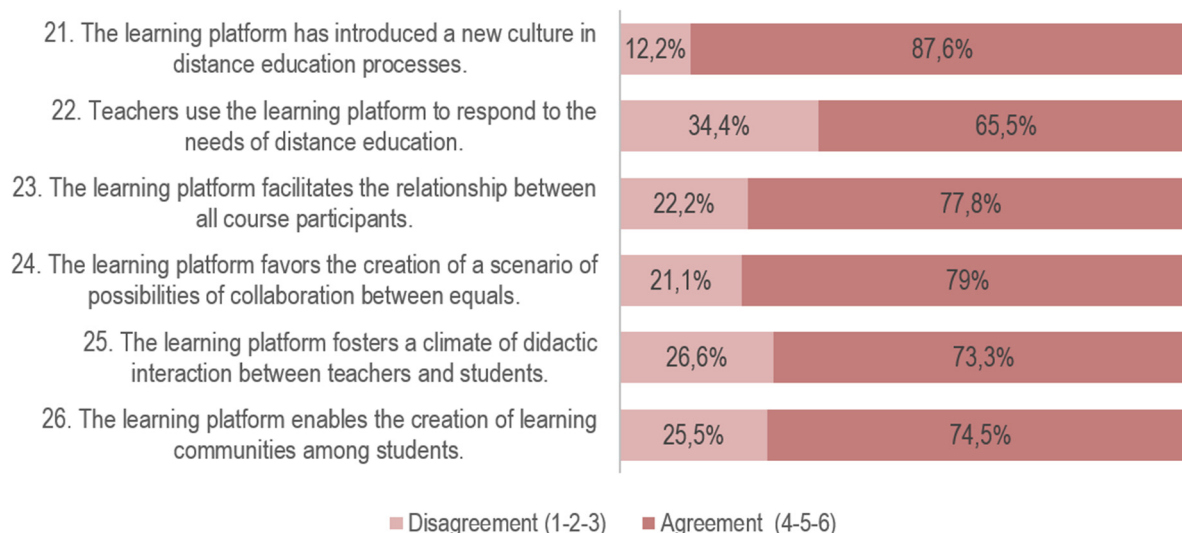 21. The learning platform has introduced a new culture in
distance education processes.
12,2% 87,6%
22. Teachers use the learning platform to respond to the
needs of distance education.
34,4% 65,5%
23. The learning platform facilitates the relationship between
all course participants.
22,2% 77,8%
24. The learning platform favors the creation of a scenario of
possibilities of collaboration between equals.
21,1% 79%
25. The learning platform fosters a climate of didactic
interaction between teachers and students.
26,6% 73,3%
26. The learning platform enables the creation of learning
communities among students.
25,5% 74,5%
Disagreement (1-2-3) Agreement (4-5-6)